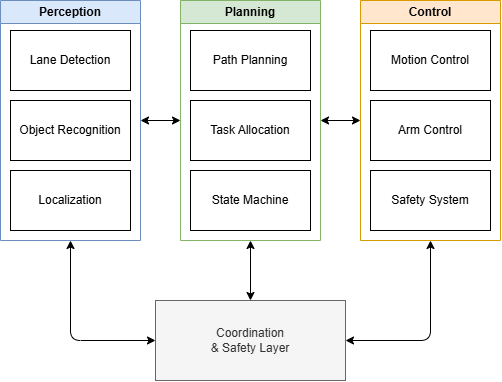 Perception
Lane Detection
Object Recognition
Localization
Planning
Path Planning
Task Allocation
State Machine
Control
Motion Control
Arm Control
Safety System
Coordination
& Safety Layer